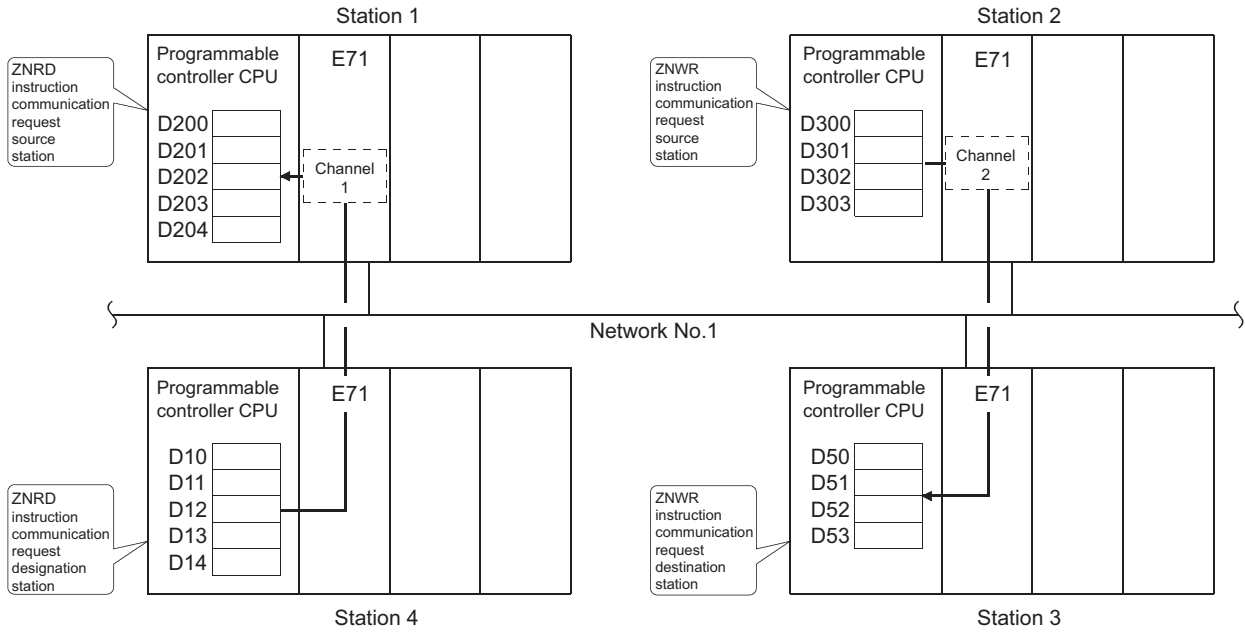 Station 1
ZNRD
instruction
communication
request
source
station
Programmable
controller CPU
E71
D200
D201
D202
D203
D204
Channel
1
Station 2
ZNWR
instruction
communication
request
source
station
Programmable
controller CPU
E71
D300
D301
D302
D303
Channel
2
Network No.1
ZNRD
instruction
communication
request
designation
station
Programmable
controller CPU
E71
D10
D11
D12
D13
D14
Station 4
ZNWR
instruction
communication
request
destination
station
Programmable
controller CPU
E71
D50
D51
D52
D53
Station 3